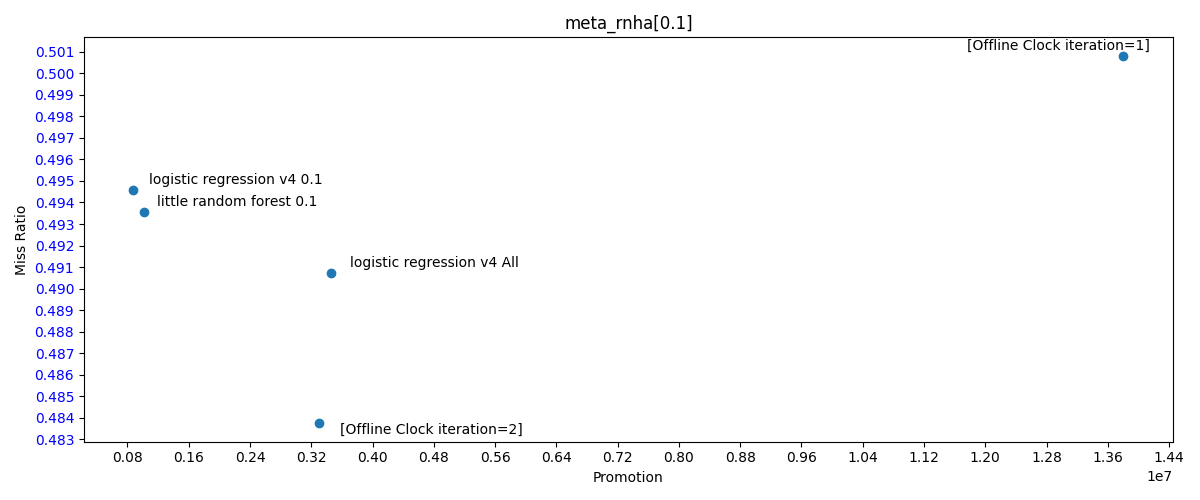 meta_rnha[0.1]
0.501
0.500
0.499
0.498
0.497
0.496
0.495
0.494
0.493
0.492
0.491
0.490
0.489
0.488
0.487
0.486
0.485
0.484
0.483
Miss Ratio
[Offline Clock iteration=1]
logistic regression v4 0.1
little random forest 0.1
logistic regression v4 All
[Offline Clock iteration=2]
0.08 0.16 0.24 0.32 0.40 0.48 0.56 0.64 0.72 0.80 0.88 0.96 1.04 1.12 1.20 1.28 1.36 1.44
1e7
Promotion